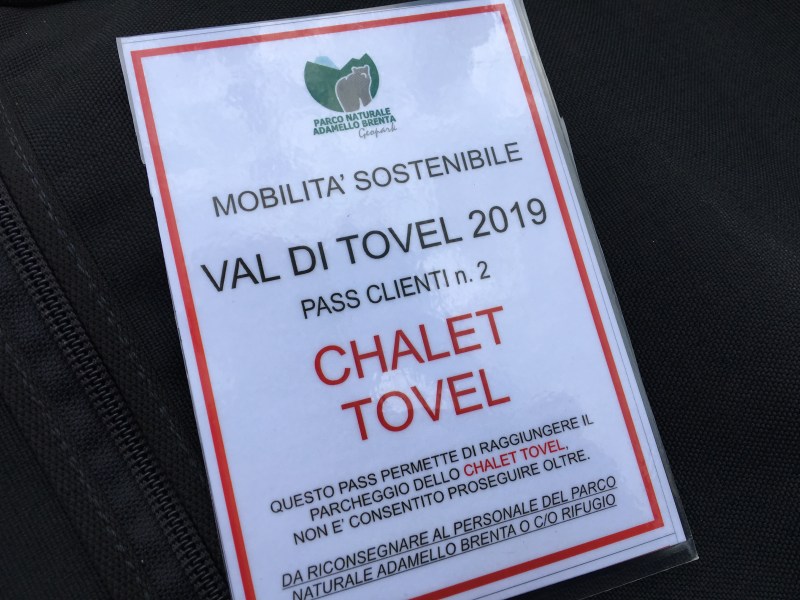 PARCO NATURALE
ADAMELLO BRENTA
Geopark
MOBILITA' SOSTENIBILE
VAL DI TOVEL 2019
PASS CLIENTI n. 2
CHALET
TOVEL
QUESTO PASS PERMETTE DI RAGGIUNGERE IL
PARCHEGGIO DELLO CHALET TOVEL,
NON E' CONSENTITO PROSEGUIRE OLTRE.
DA RICONSEGNARE AL PERSONALE DEL PARCO
NATURALE ADAMELLO BRENTA O C/O RIFUGIO